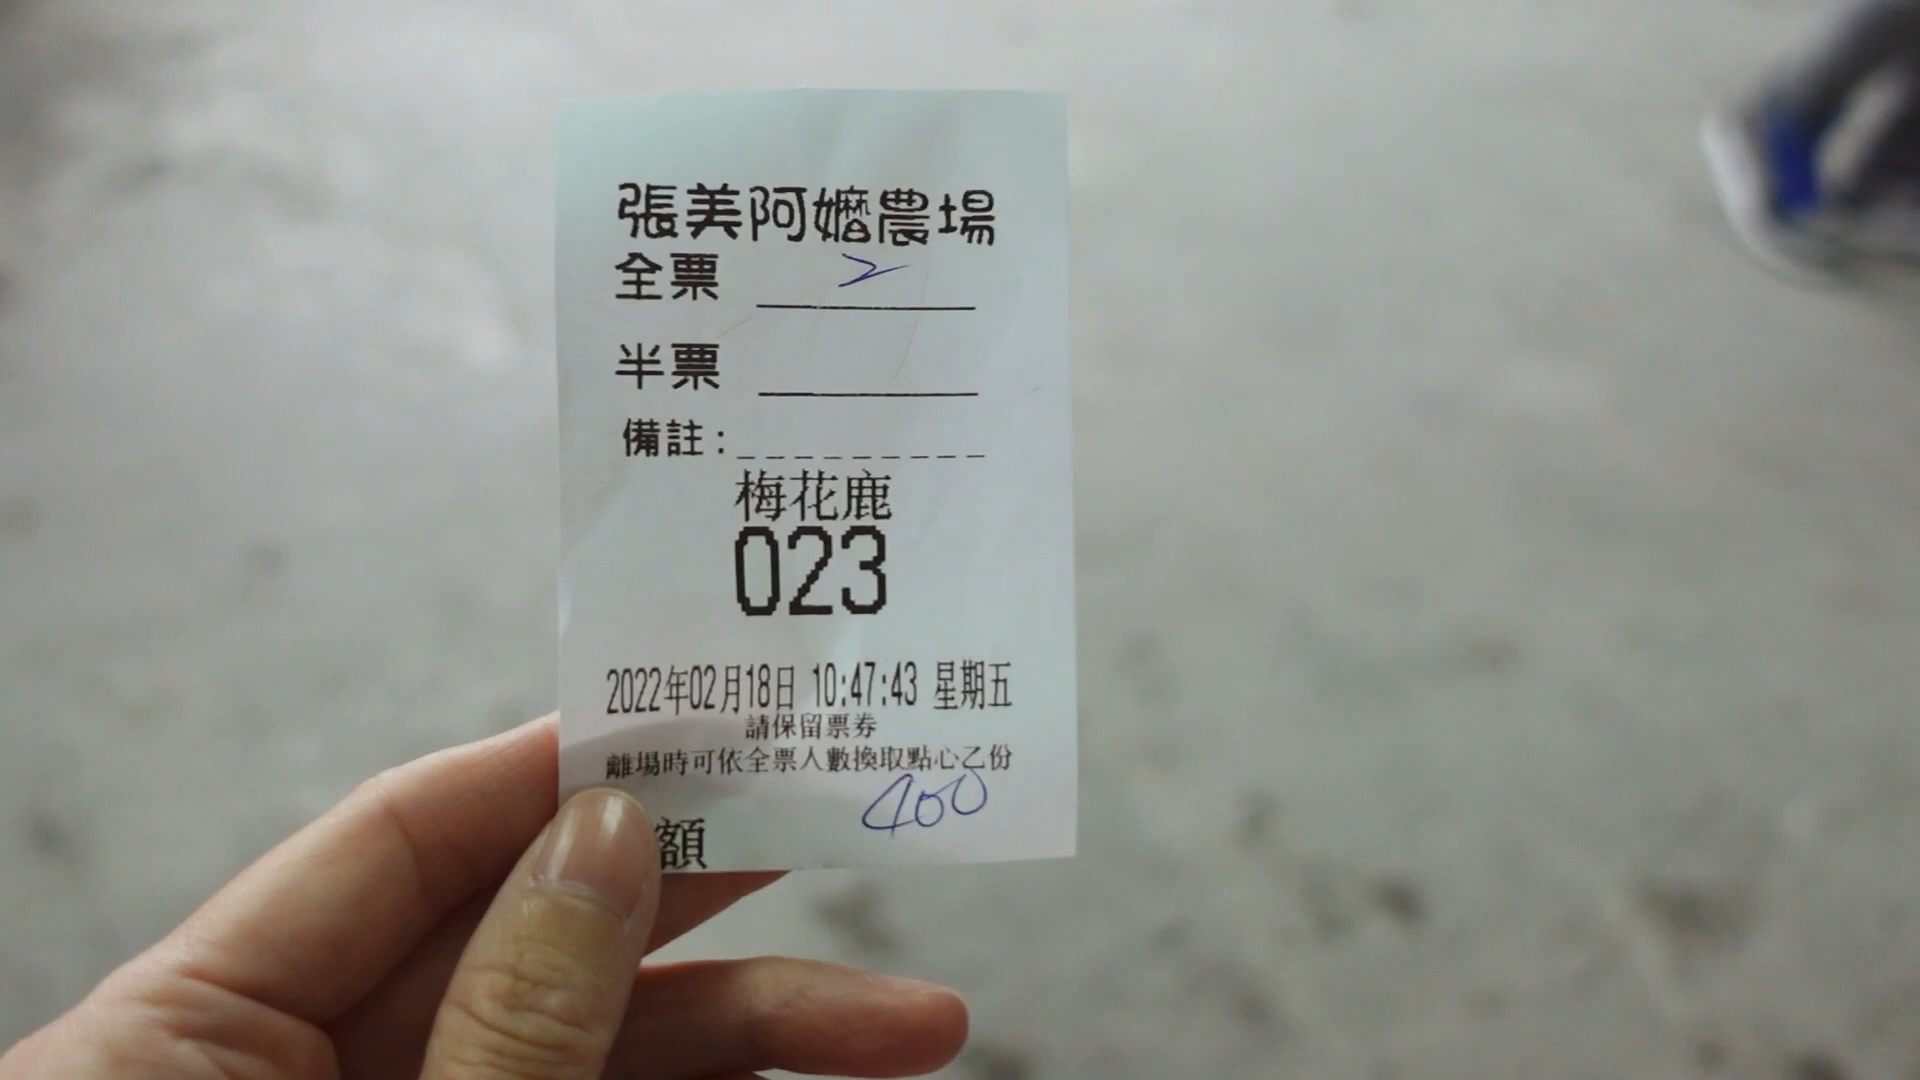 張美阿嬤農場
全票 2
半票
備註:
梅花鹿
023
2022年02月18日 10:47:43 星期五
請保留票券
離場時可依全票人數換取點心乙份
400
額